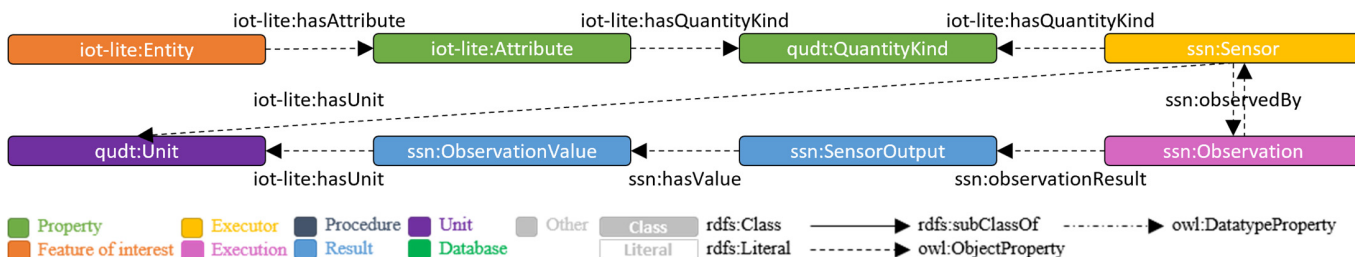 iot-lite:hasAttribute iot-lite:hasQuantityKind iot-lite:hasQuantityKind
iot-lite:Entity iot-lite:Attribute qudt:QuantityKind ssn:Sensor
iot-lite:hasUnit ssn:observedBy
qudt:Unit ssn:ObservationValue ssn:SensorOutput ssn:Observation
iot-lite:hasUnit ssn:hasValue ssn:observationResult
Property Executor Procedure Unit Other Class rdfs:Class rdfs:subClassOf owl:DatatypeProperty
Feature of interest Execution Result Database Literal rdfs:Literal owl:ObjectProperty